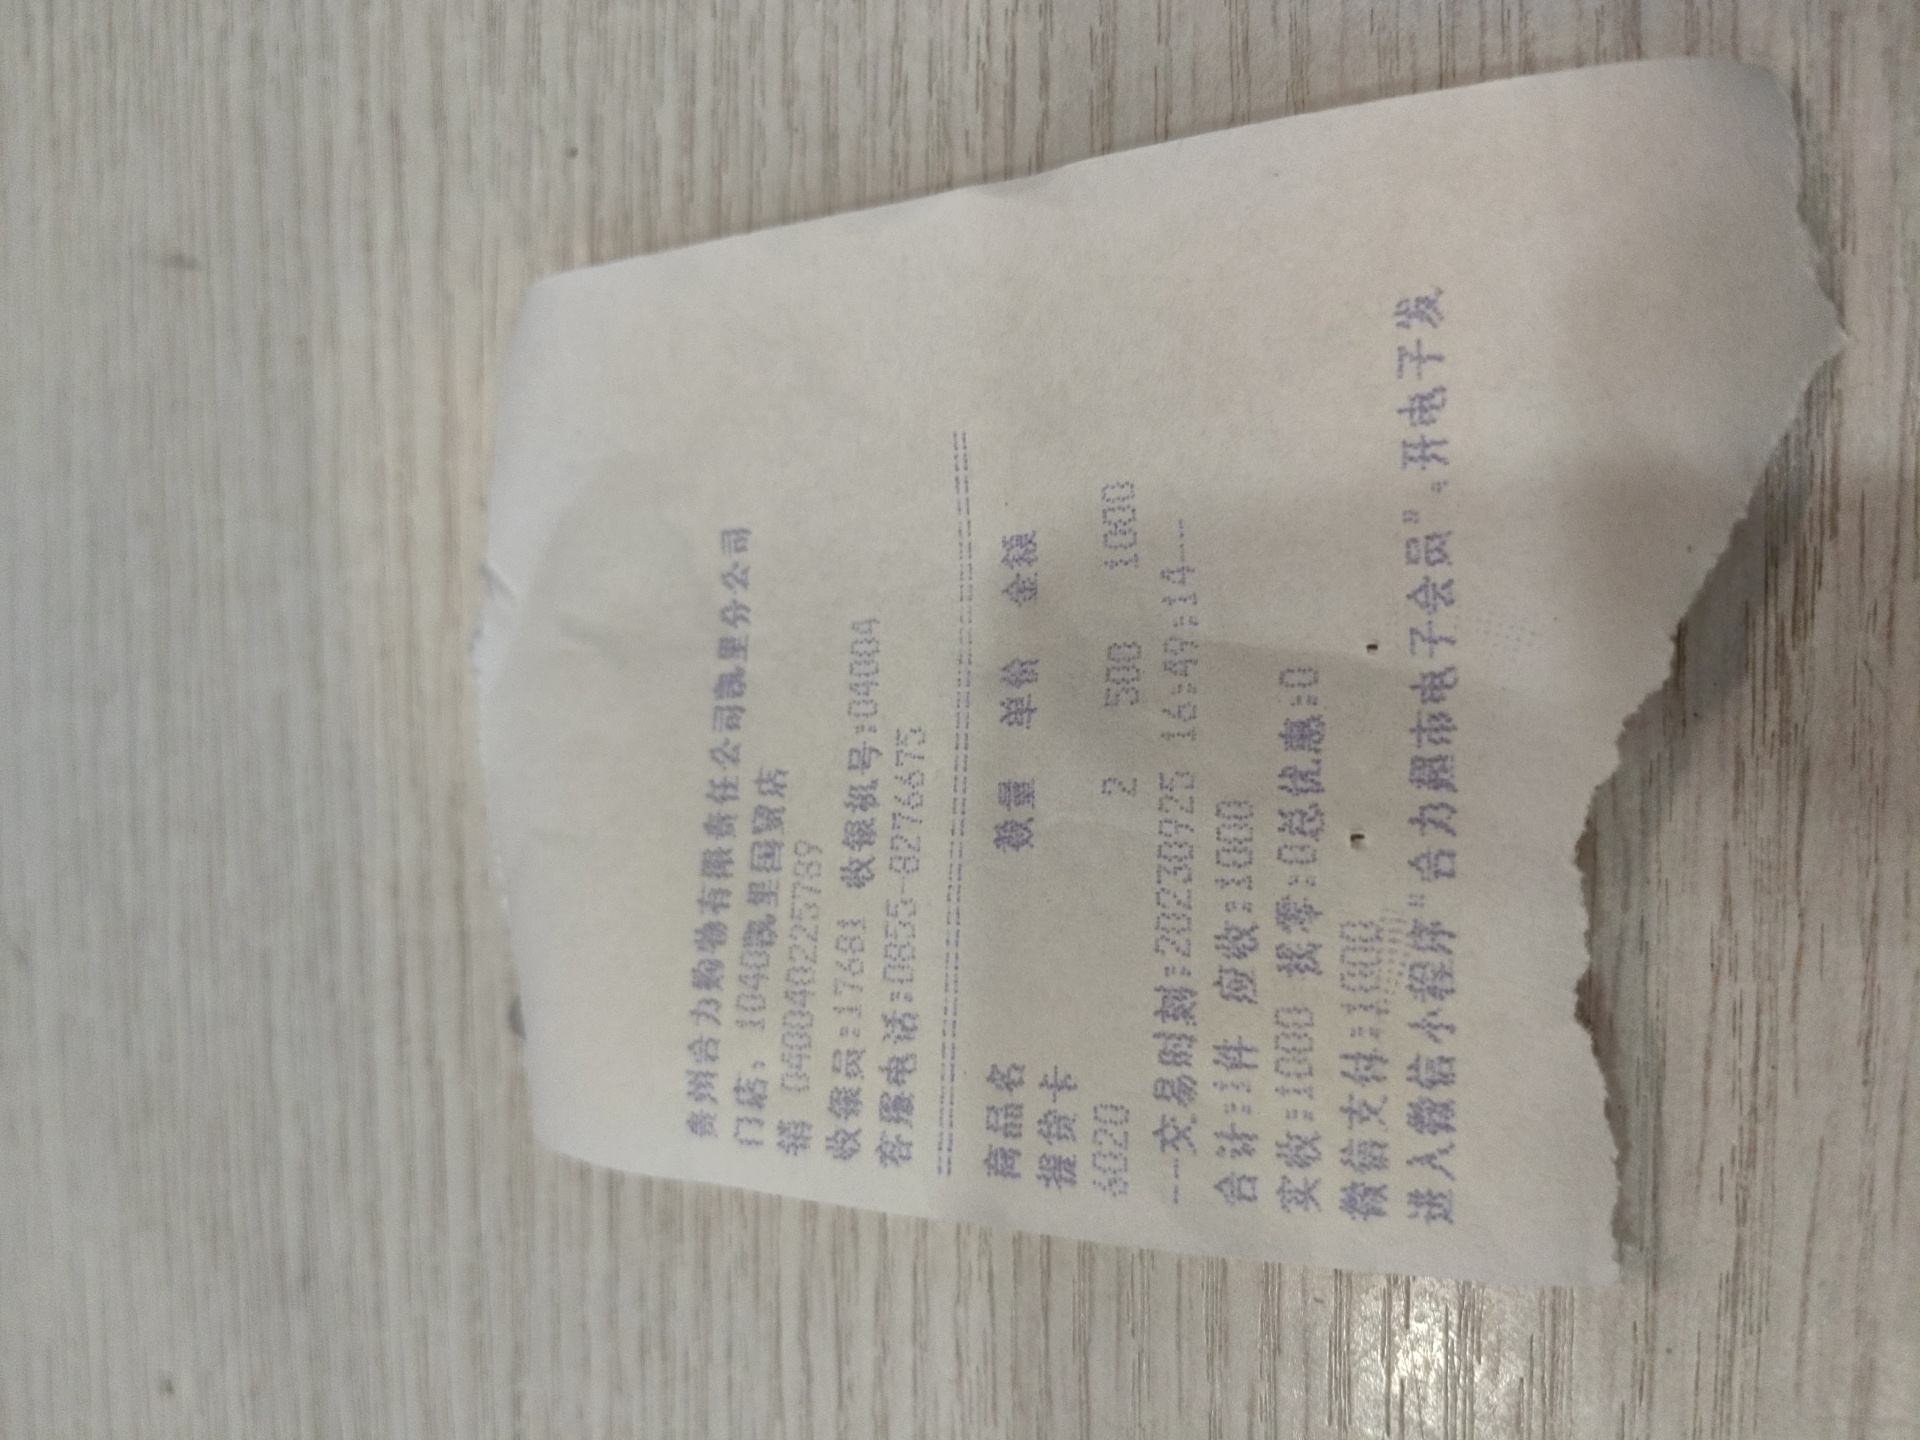 贵州合力购物有限责任公司凯里分公司
门店: 1040凯里国贸店
销 0400402225789
收银员:17681 收银机号:04004
客服电话:0855-8276675
================================
商品名 数量 单价 金额
提货卡
6020 2 500 1000
---交易时刻:20230925 16:49:14---
合计:1件 应收:1000
实收:1000 找零:0总优惠:0
微信支付:1000
进入微信小程序"合力超市电子会员",开电子发